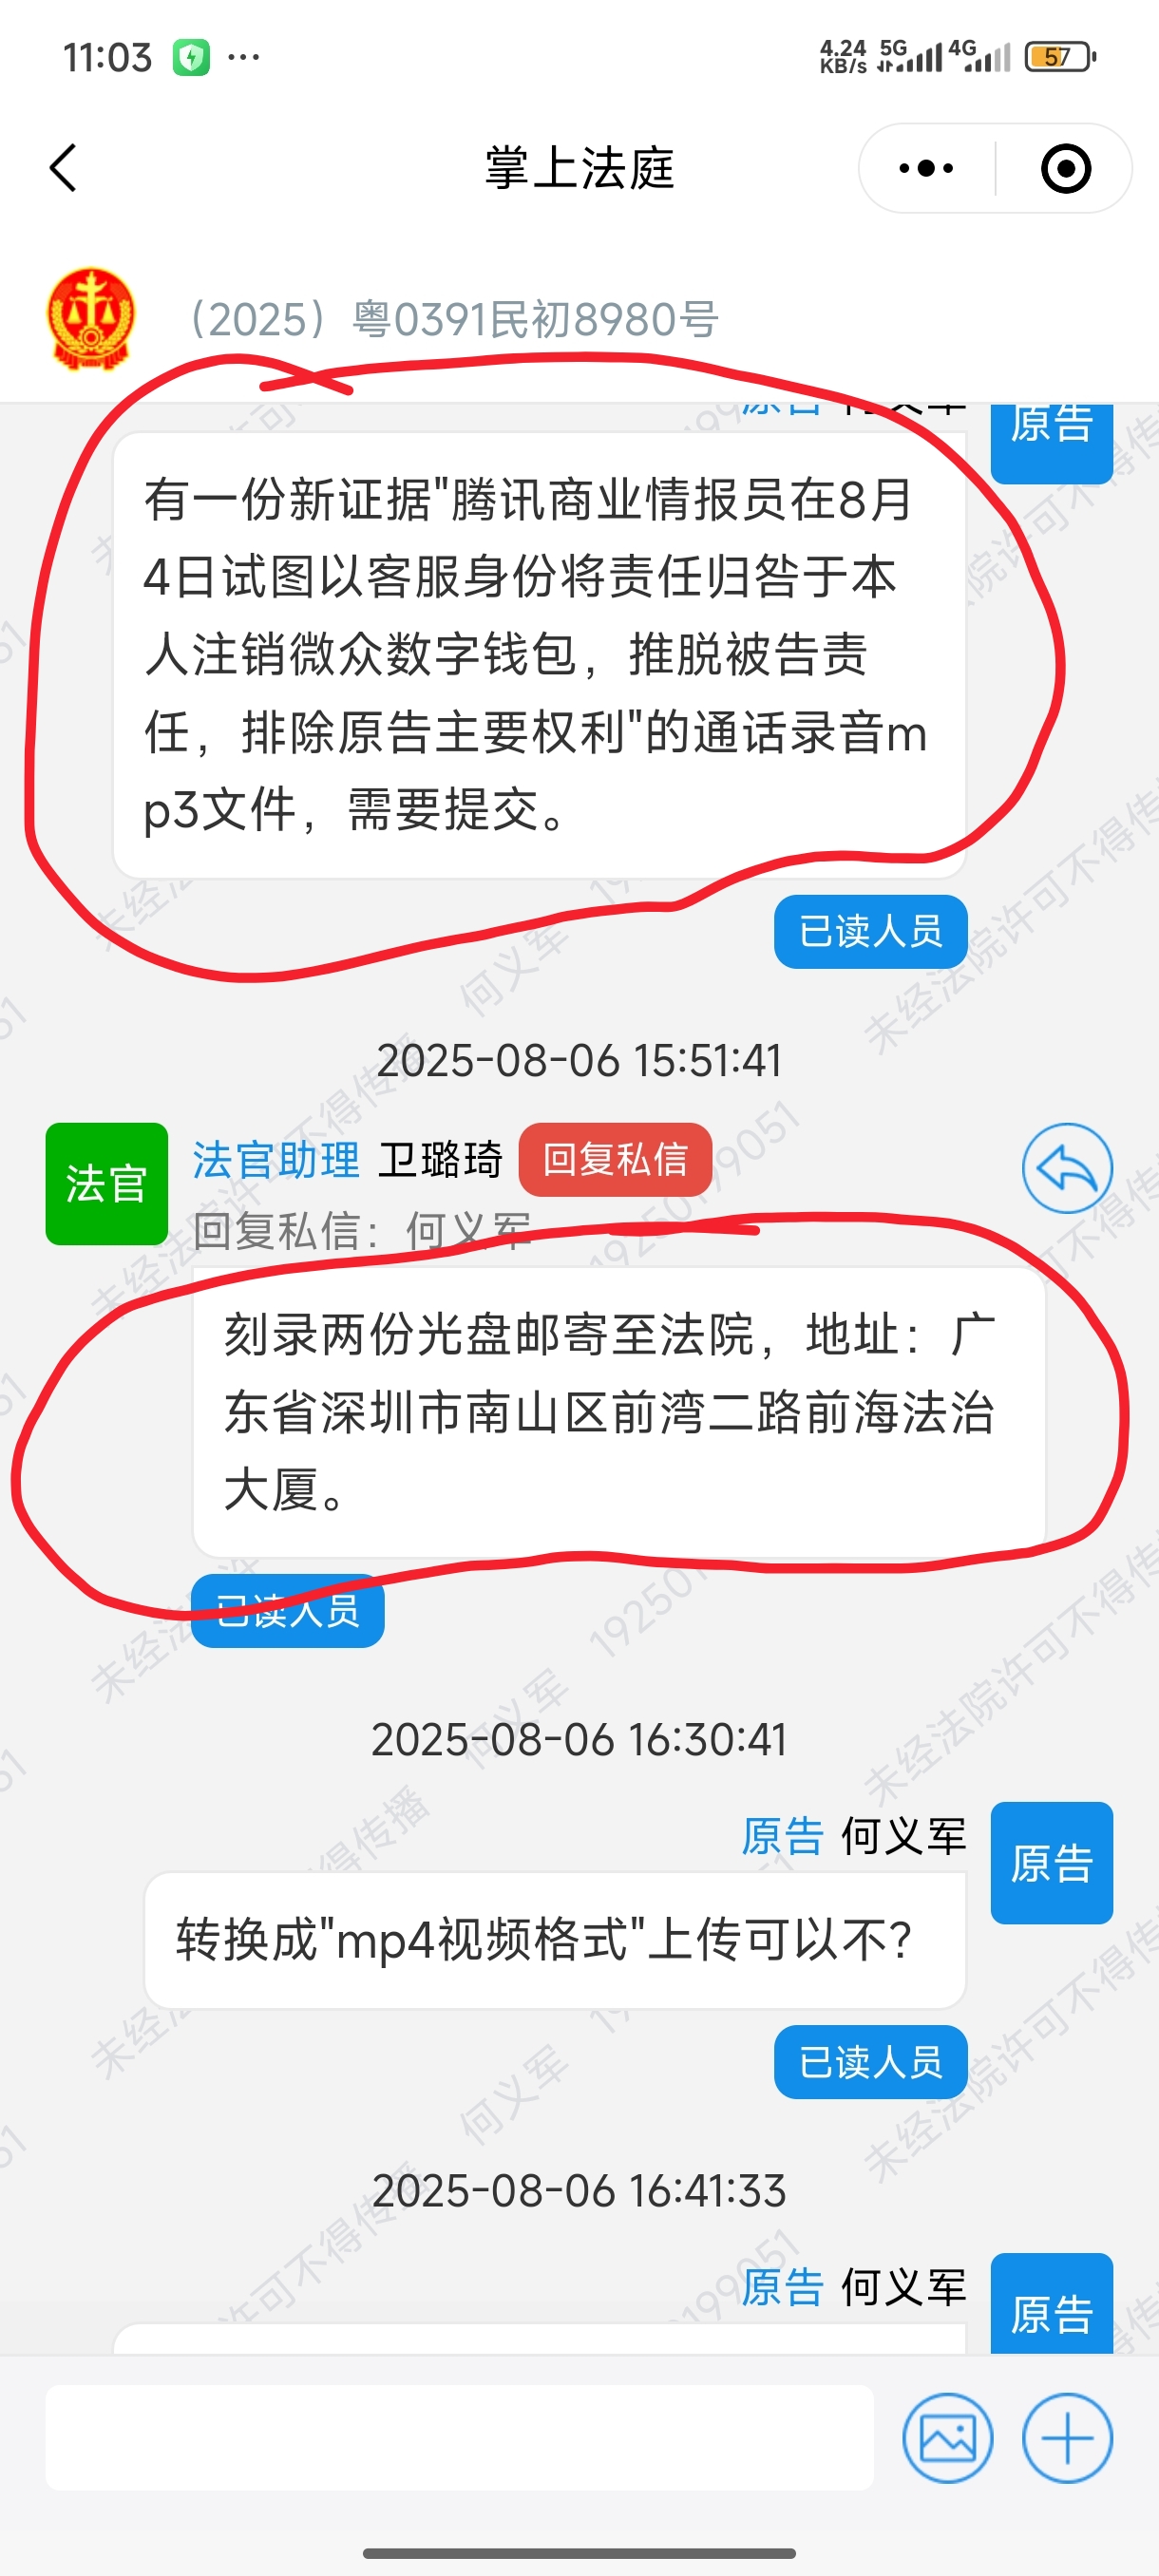 11:03
4.24 KB/s 5G 4G 57
掌上法庭
（2025）粤0391民初8980号
原告 何义军
原告
有一份新证据"腾讯商业情报员在8月
4日试图以客服身份将责任归咎于本
人注销微众数字钱包，推脱被告责
任，排除原告主要权利"的通话录音m
p3文件，需要提交。
已读人员
2025-08-06 15:51:41
法官
法官助理 卫璐琦 回复私信
回复私信：何义军
刻录两份光盘邮寄至法院，地址：广
东省深圳市南山区前湾二路前海法治
大厦。
已读人员
2025-08-06 16:30:41
原告 何义军
原告
转换成"mp4视频格式"上传可以不?
已读人员
2025-08-06 16:41:33
原告 何义军
原告
未经法院许可不得传播 何义军 192501199051